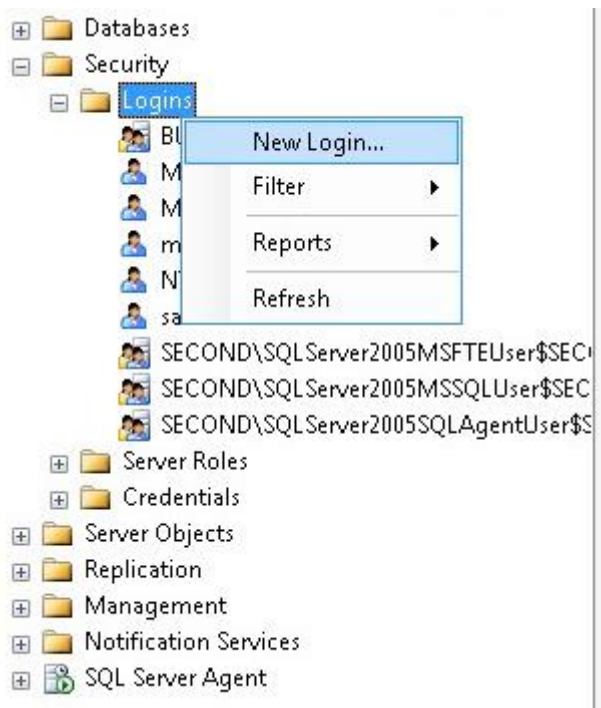 Databases
Security
Logins
New Login...
Filter
Reports
Refresh
SECOND\SQLServer2005MSFTEUser$SEC
SECOND\SQLServer2005MSSQLUser$SEC
SECOND\SQLServer2005SQLAgentUser$S
Server Roles
Credentials
Server Objects
Replication
Management
Notification Services
SQL Server Agent